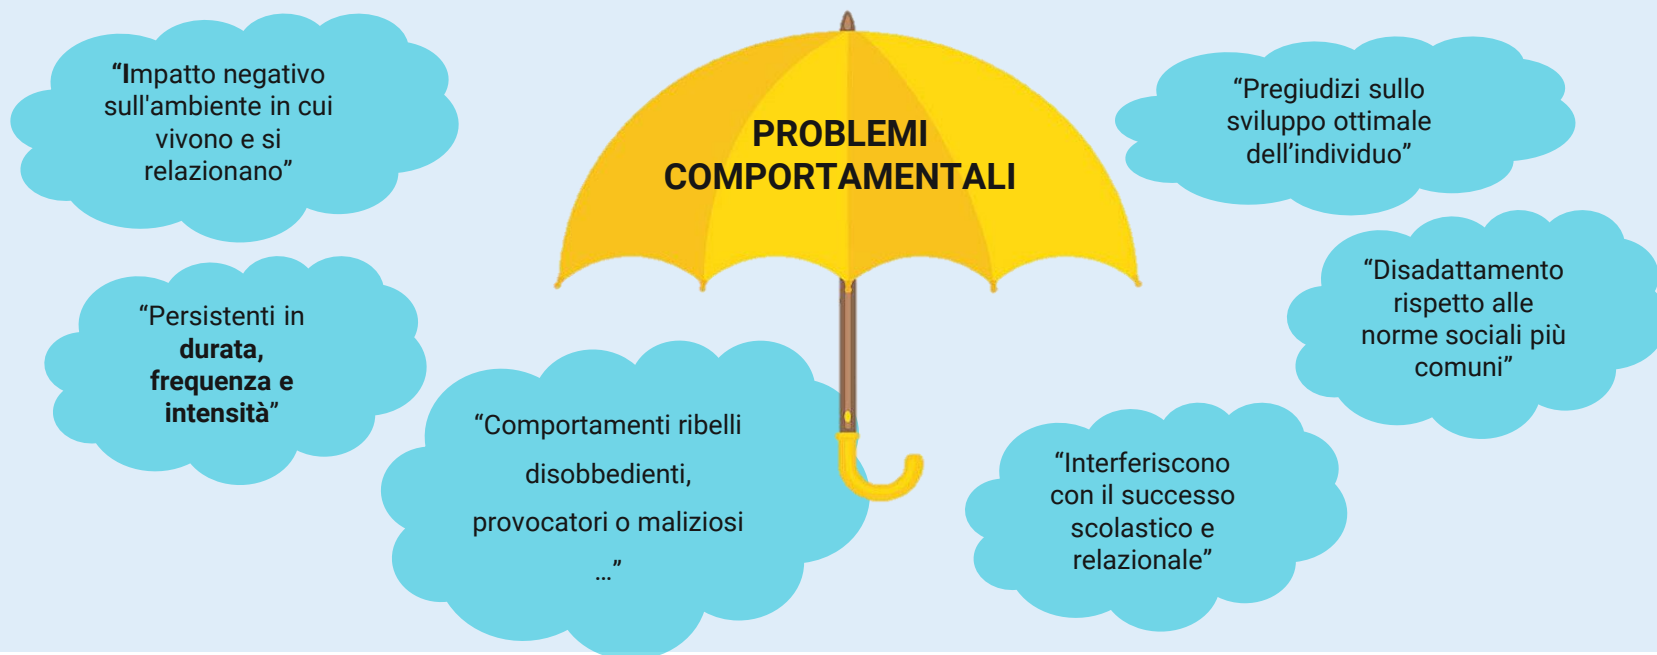 PROBLEMI
COMPORTAMENTALI
“Impatto negativo
sull'ambiente in cui
vivono e si
relazionano”
“Pregiudizi sullo
sviluppo ottimale
dell’individuo”
“Persistenti in
durata,
frequenza e
intensità”
“Disadattamento
rispetto alle
norme sociali più
comuni”
“Comportamenti ribelli
disobbedienti,
provocatori o maliziosi
...”
“Interferiscono
con il successo
scolastico e
relazionale”